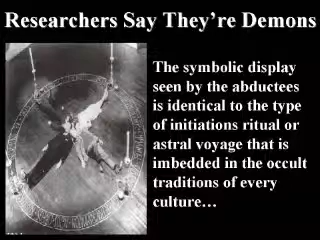 Researchers Say They're Demons
The symbolic display
seen by the abductees
is identical to the type
of initiations ritual or
astral voyage that is
imbedded in the occult
traditions of every
culture…